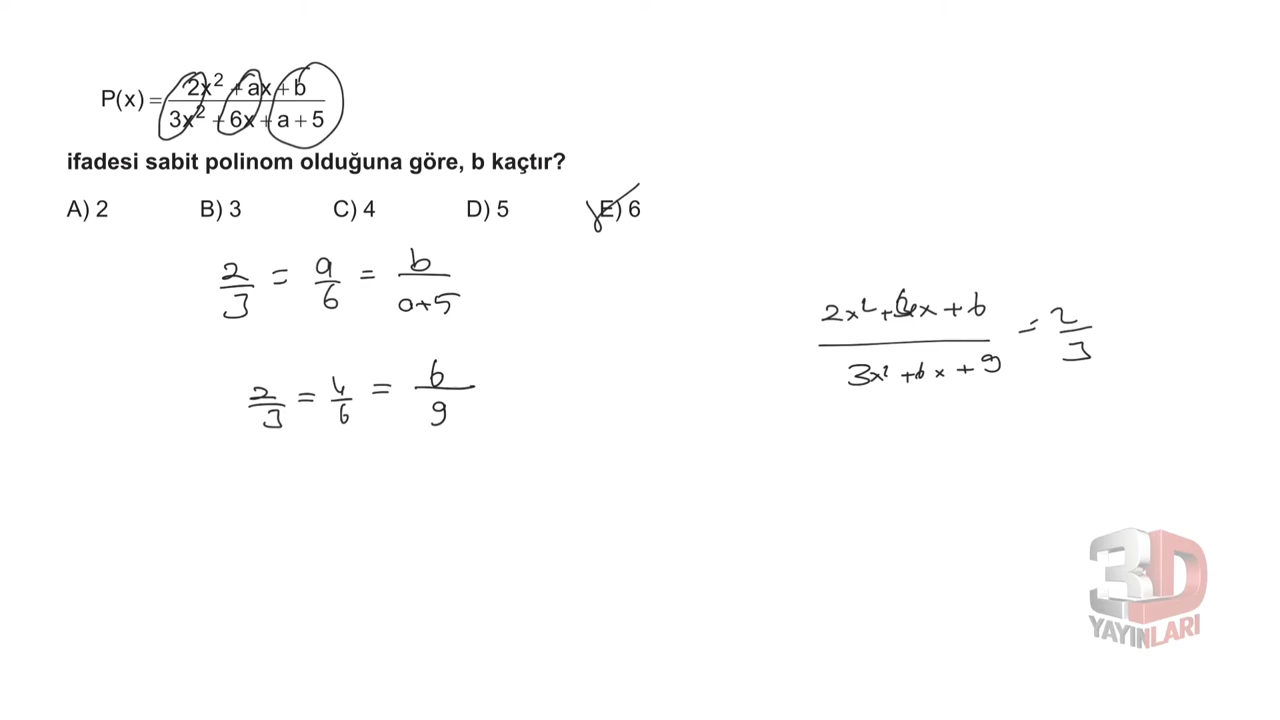 P(x) = (2x² + ax + b) / (3x² + 6x + a + 5)
ifadesi sabit polinom olduğuna göre, b kaçtır?
A) 2 B) 3 C) 4 D) 5 E) 6
2/3 = a/6 = b/(a+5)
2/3 = 4/6 = 6/9
(2x² + 4x + 6) / (3x² + 6x + 9) = 2/3
3D
YAYINLARI